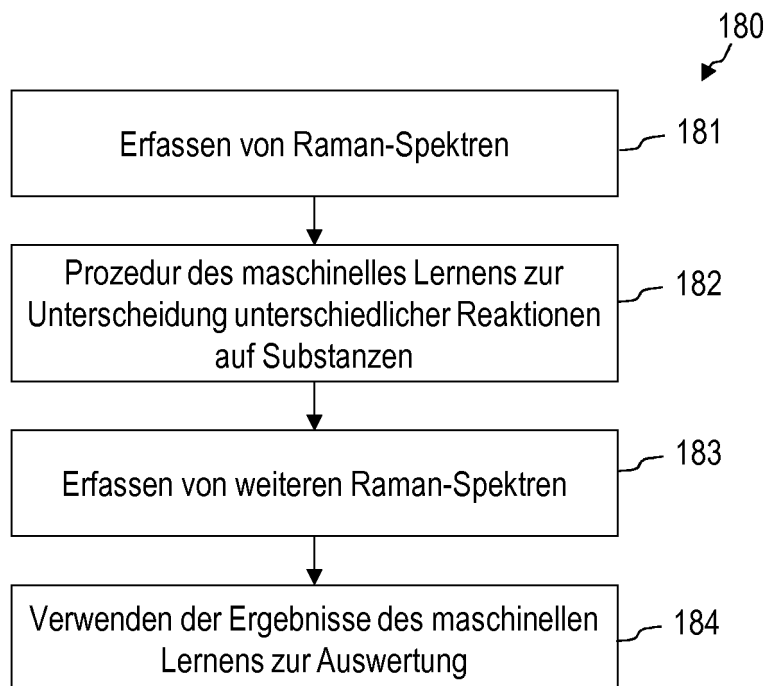 180
Erfassen von Raman-Spektren
181
Prozedur des maschinelles Lernens zur
Unterscheidung unterschiedlicher Reaktionen
auf Substanzen
182
Erfassen von weiteren Raman-Spektren
183
Verwenden der Ergebnisse des maschinellen
Lernens zur Auswertung
184